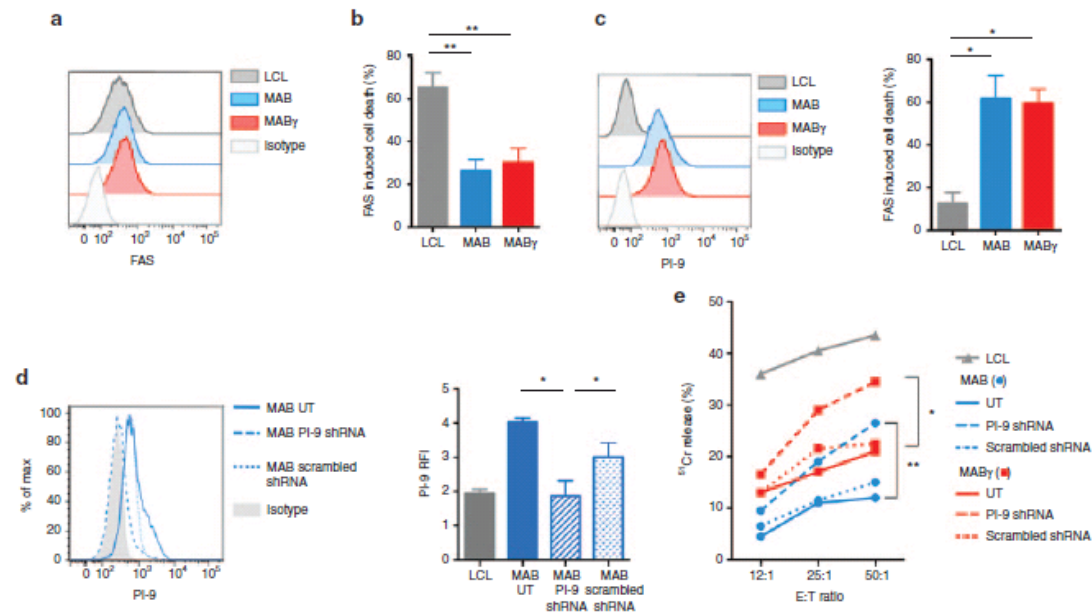 a
LCL
MAB
MABγ
Isotype
0 10² 10³ 10⁴ 10⁵
FAS
b
**
**
FAS induced cell death (%)
80
60
40
20
0
LCL MAB MABγ
c
LCL
MAB
MABγ
Isotype
0 10² 10³ 10⁴ 10⁵
PI-9
*
*
FAS induced cell death (%)
80
60
40
20
0
LCL MAB MABγ
d
% of max
100
80
60
40
20
0
0 10² 10³ 10⁴ 10⁵
PI-9
MAB UT
MAB PI-9 shRNA
MAB scrambled
shRNA
Isotype
* *
PI-9 RFI
5
4
3
2
1
0
LCL MAB MAB MAB
UT PI-9 scrambled
shRNA shRNA
e
⁵¹Cr release (%)
50
40
30
20
10
0
12:1 25:1 50:1
E:T ratio
*
**
LCL
MAB (●)
UT
PI-9 shRNA
Scrambled shRNA
MABγ (■)
UT
PI-9 shRNA
Scrambled shRNA